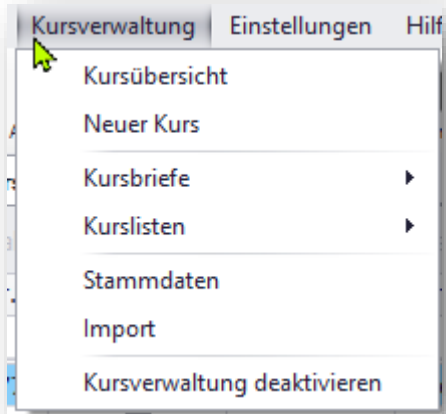 Kursverwaltung Einstellungen
Kursübersicht
Neuer Kurs
Kursbriefe
Kurslisten
Stammdaten
Import
Kursverwaltung deaktivieren